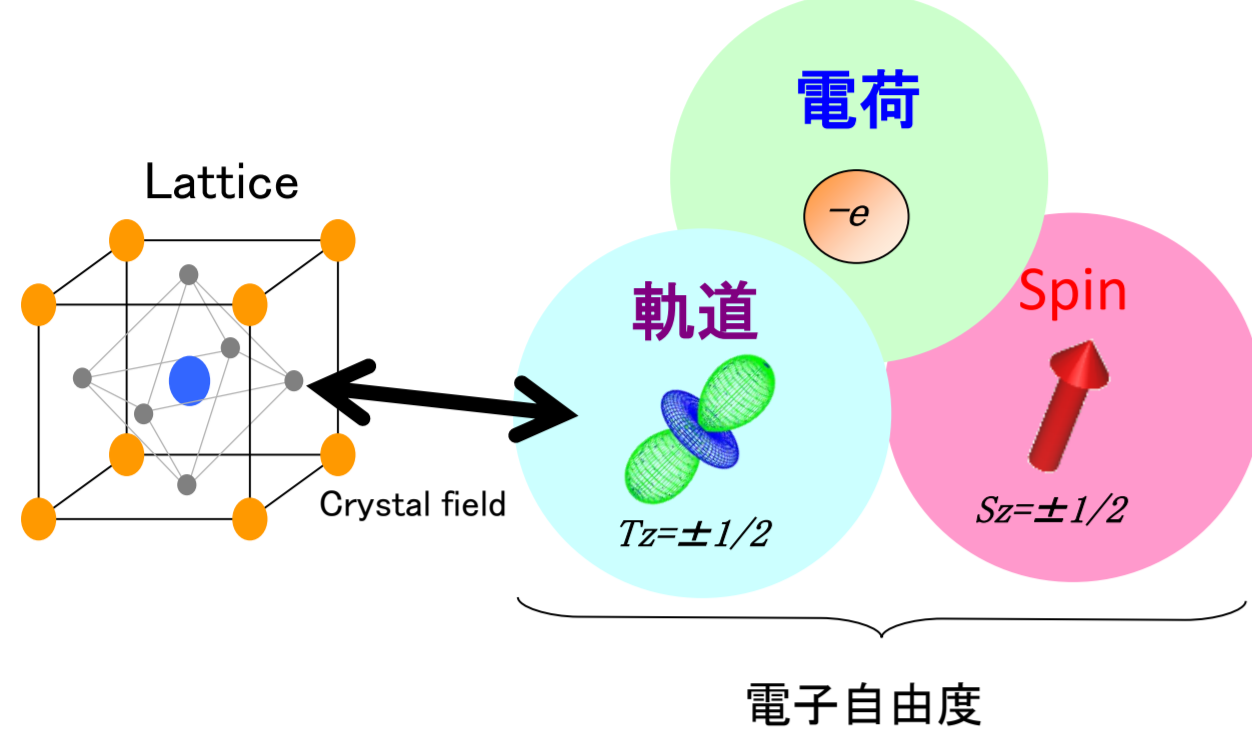 Lattice
Crystal field
電荷
−e
軌道
Tz=±1/2
Spin
Sz=±1/2
電子自由度